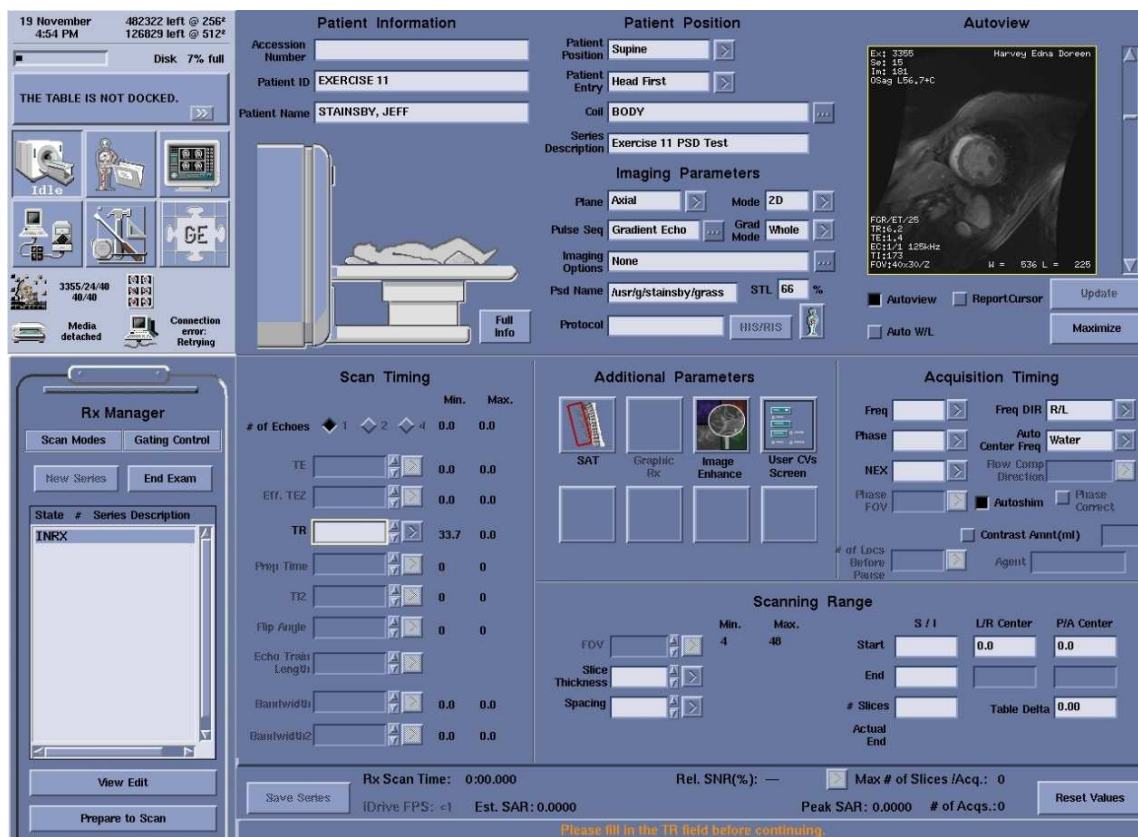 19 November
4:54 PM
482322 left @ 256²
126829 left @ 512²
Disk 7% full
THE TABLE IS NOT DOCKED.
>>
Idle
GE
3355/24/40
40/40
Media
detached
Connection
error:
Retrying
Patient Information
Accession
Number
Patient ID EXERCISE 11
Patient Name STAINSBY, JEFF
Full
Info
Patient Position
Patient
Position Supine >
Patient
Entry Head First >
Coil BODY ...
Series
Description Exercise 11 PSD Test
Imaging Parameters
Plane Axial > Mode 2D >
Pulse Seq Gradient Echo ... Grad
Mode Whole >
Imaging
Options None ...
Psd Name /usr/g/stainsby/grass STL 66 %
Protocol HIS/RIS
Autoview
Ex: 3355 Harvey Edna Doreen
Se: 15
Im: 181
OSag L56.7+C
FGR/ET/25
TR:6.2
TE:1.4
EC:1/1 125kHz
TI:173
FOV:40x30/Z W = 536 L = 225
Autoview ReportCursor Update
Auto W/L Maximize
Rx Manager
Scan Modes Gating Control
New Series End Exam
State # Series Description
INRX
View Edit
Prepare to Scan
Scan Timing
Min. Max.
# of Echoes 1 2 4 0.0 0.0
TE > 0.0 0.0
Eff. TE2 > 0.0 0.0
TR > 33.7 0.0
Prep Time > 0 0
TI2 > 0 0
Flip Angle > 0 0
Echo Train
Length >
Bandwidth > 0.0 0.0
Bandwidth2 > 0.0 0.0
Additional Parameters
SAT
Graphic
Rx
Image
Enhance
User CVs
Screen
Acquisition Timing
Freq > Freq DIR R/L >
Phase > Auto
Center Freq Water >
NEX > Flow Comp
Direction >
Phase
FOV > Autoshim Phase
Correct
Contrast Amnt(ml)
# of Locs
Before
Pause > Agent
Scanning Range
Min. Max. S / I L/R Center P/A Center
FOV > 4 48 Start 0.0 0.0
Slice
Thickness > End
Spacing > # Slices Table Delta 0.00
Actual
End
Save Series
Rx Scan Time: 0:00.000 Rel. SNR(%): — > Max # of Slices /Acq.: 0
iDrive FPS: <1 Est. SAR: 0.0000 Peak SAR: 0.0000 # of Acqs.:0
Reset Values
Please fill in the TR field before continuing.